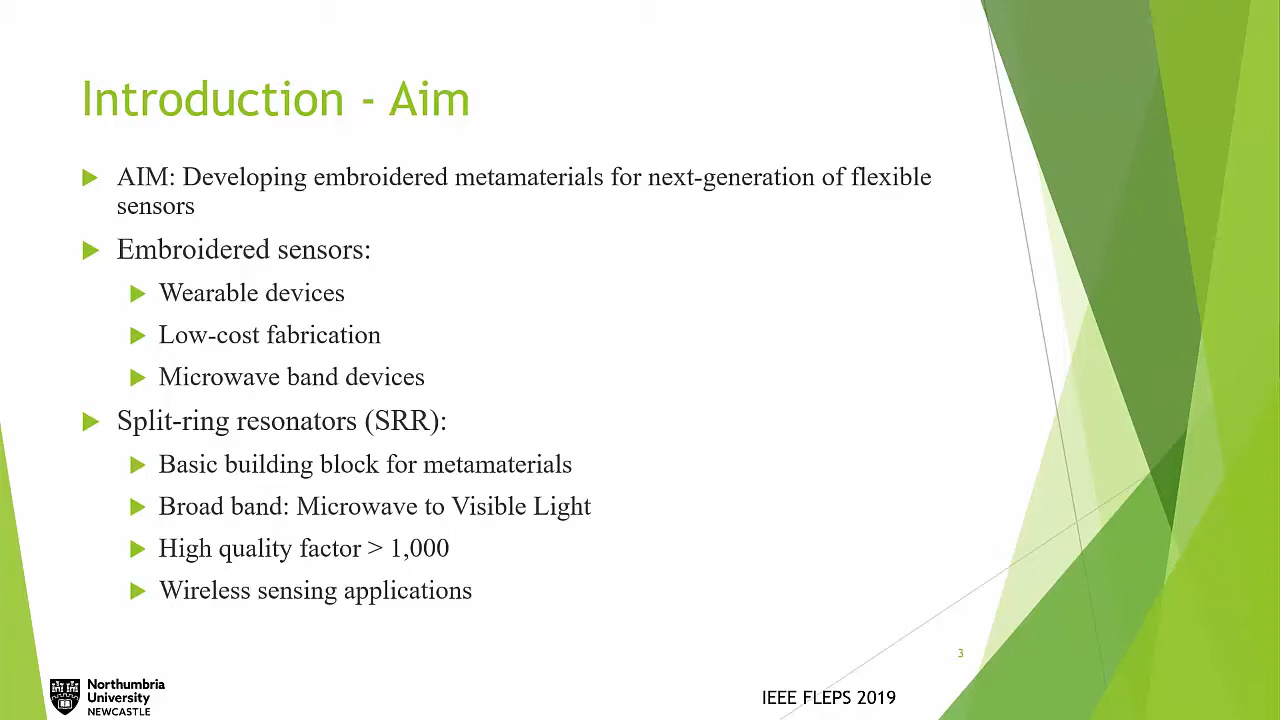 Introduction - Aim
AIM: Developing embroidered metamaterials for next-generation of flexible
sensors
Embroidered sensors:
Wearable devices
Low-cost fabrication
Microwave band devices
Split-ring resonators (SRR):
Basic building block for metamaterials
Broad band: Microwave to Visible Light
High quality factor > 1,000
Wireless sensing applications
3
Northumbria
University
NEWCASTLE
IEEE FLEPS 2019